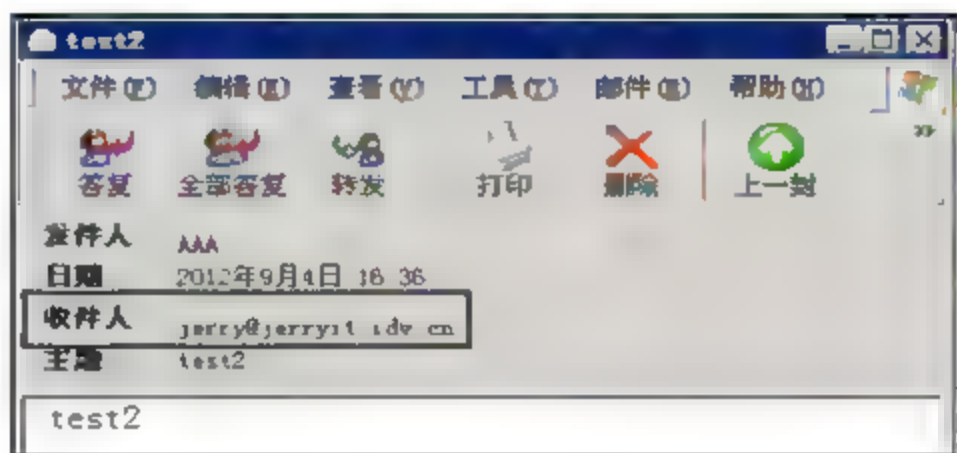 test2
文件(F) 编辑(E) 查看(V) 工具(T) 邮件(M) 帮助(H)
答复 全部答复 转发 打印 删除 上一封
发件人 AAA
日期 2012年9月4日 16 36
收件人 jerry@jerryit idv cn
主题 test2
test2